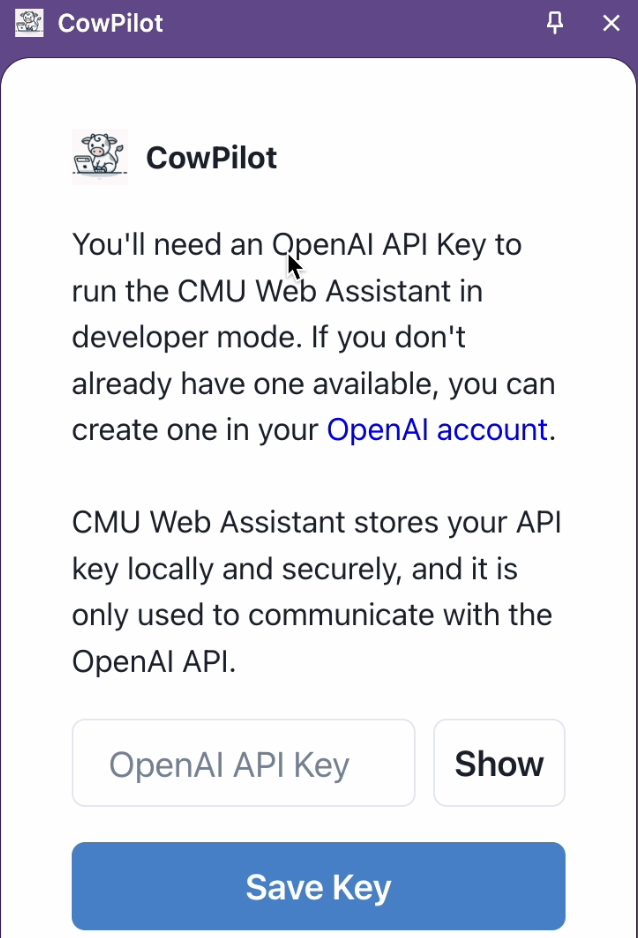 CowPilot
CowPilot
You'll need an OpenAI API Key to
run the CMU Web Assistant in
developer mode. If you don't
already have one available, you can
create one in your OpenAI account.
CMU Web Assistant stores your API
key locally and securely, and it is
only used to communicate with the
OpenAI API.
OpenAI API Key
Show
Save Key